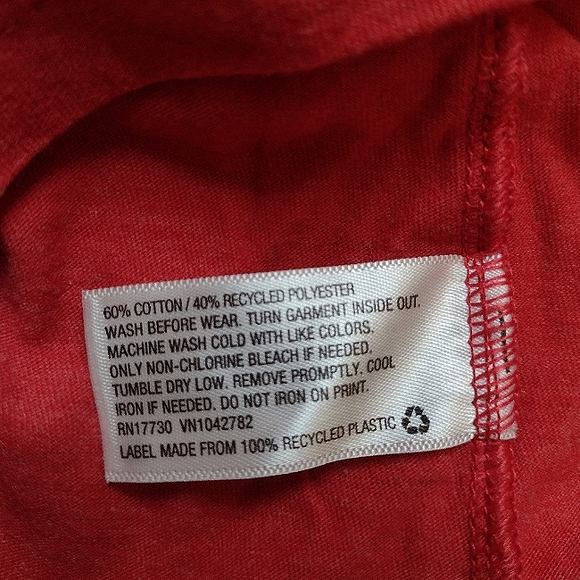 60% COTTON / 40% RECYCLED POLYESTER
WASH BEFORE WEAR. TURN GARMENT INSIDE OUT.
MACHINE WASH COLD WITH LIKE COLORS.
ONLY NON-CHLORINE BLEACH IF NEEDED.
TUMBLE DRY LOW. REMOVE PROMPTLY. COOL
IRON IF NEEDED. DO NOT IRON ON PRINT.
RN17730 VN1042782
LABEL MADE FROM 100% RECYCLED PLASTIC